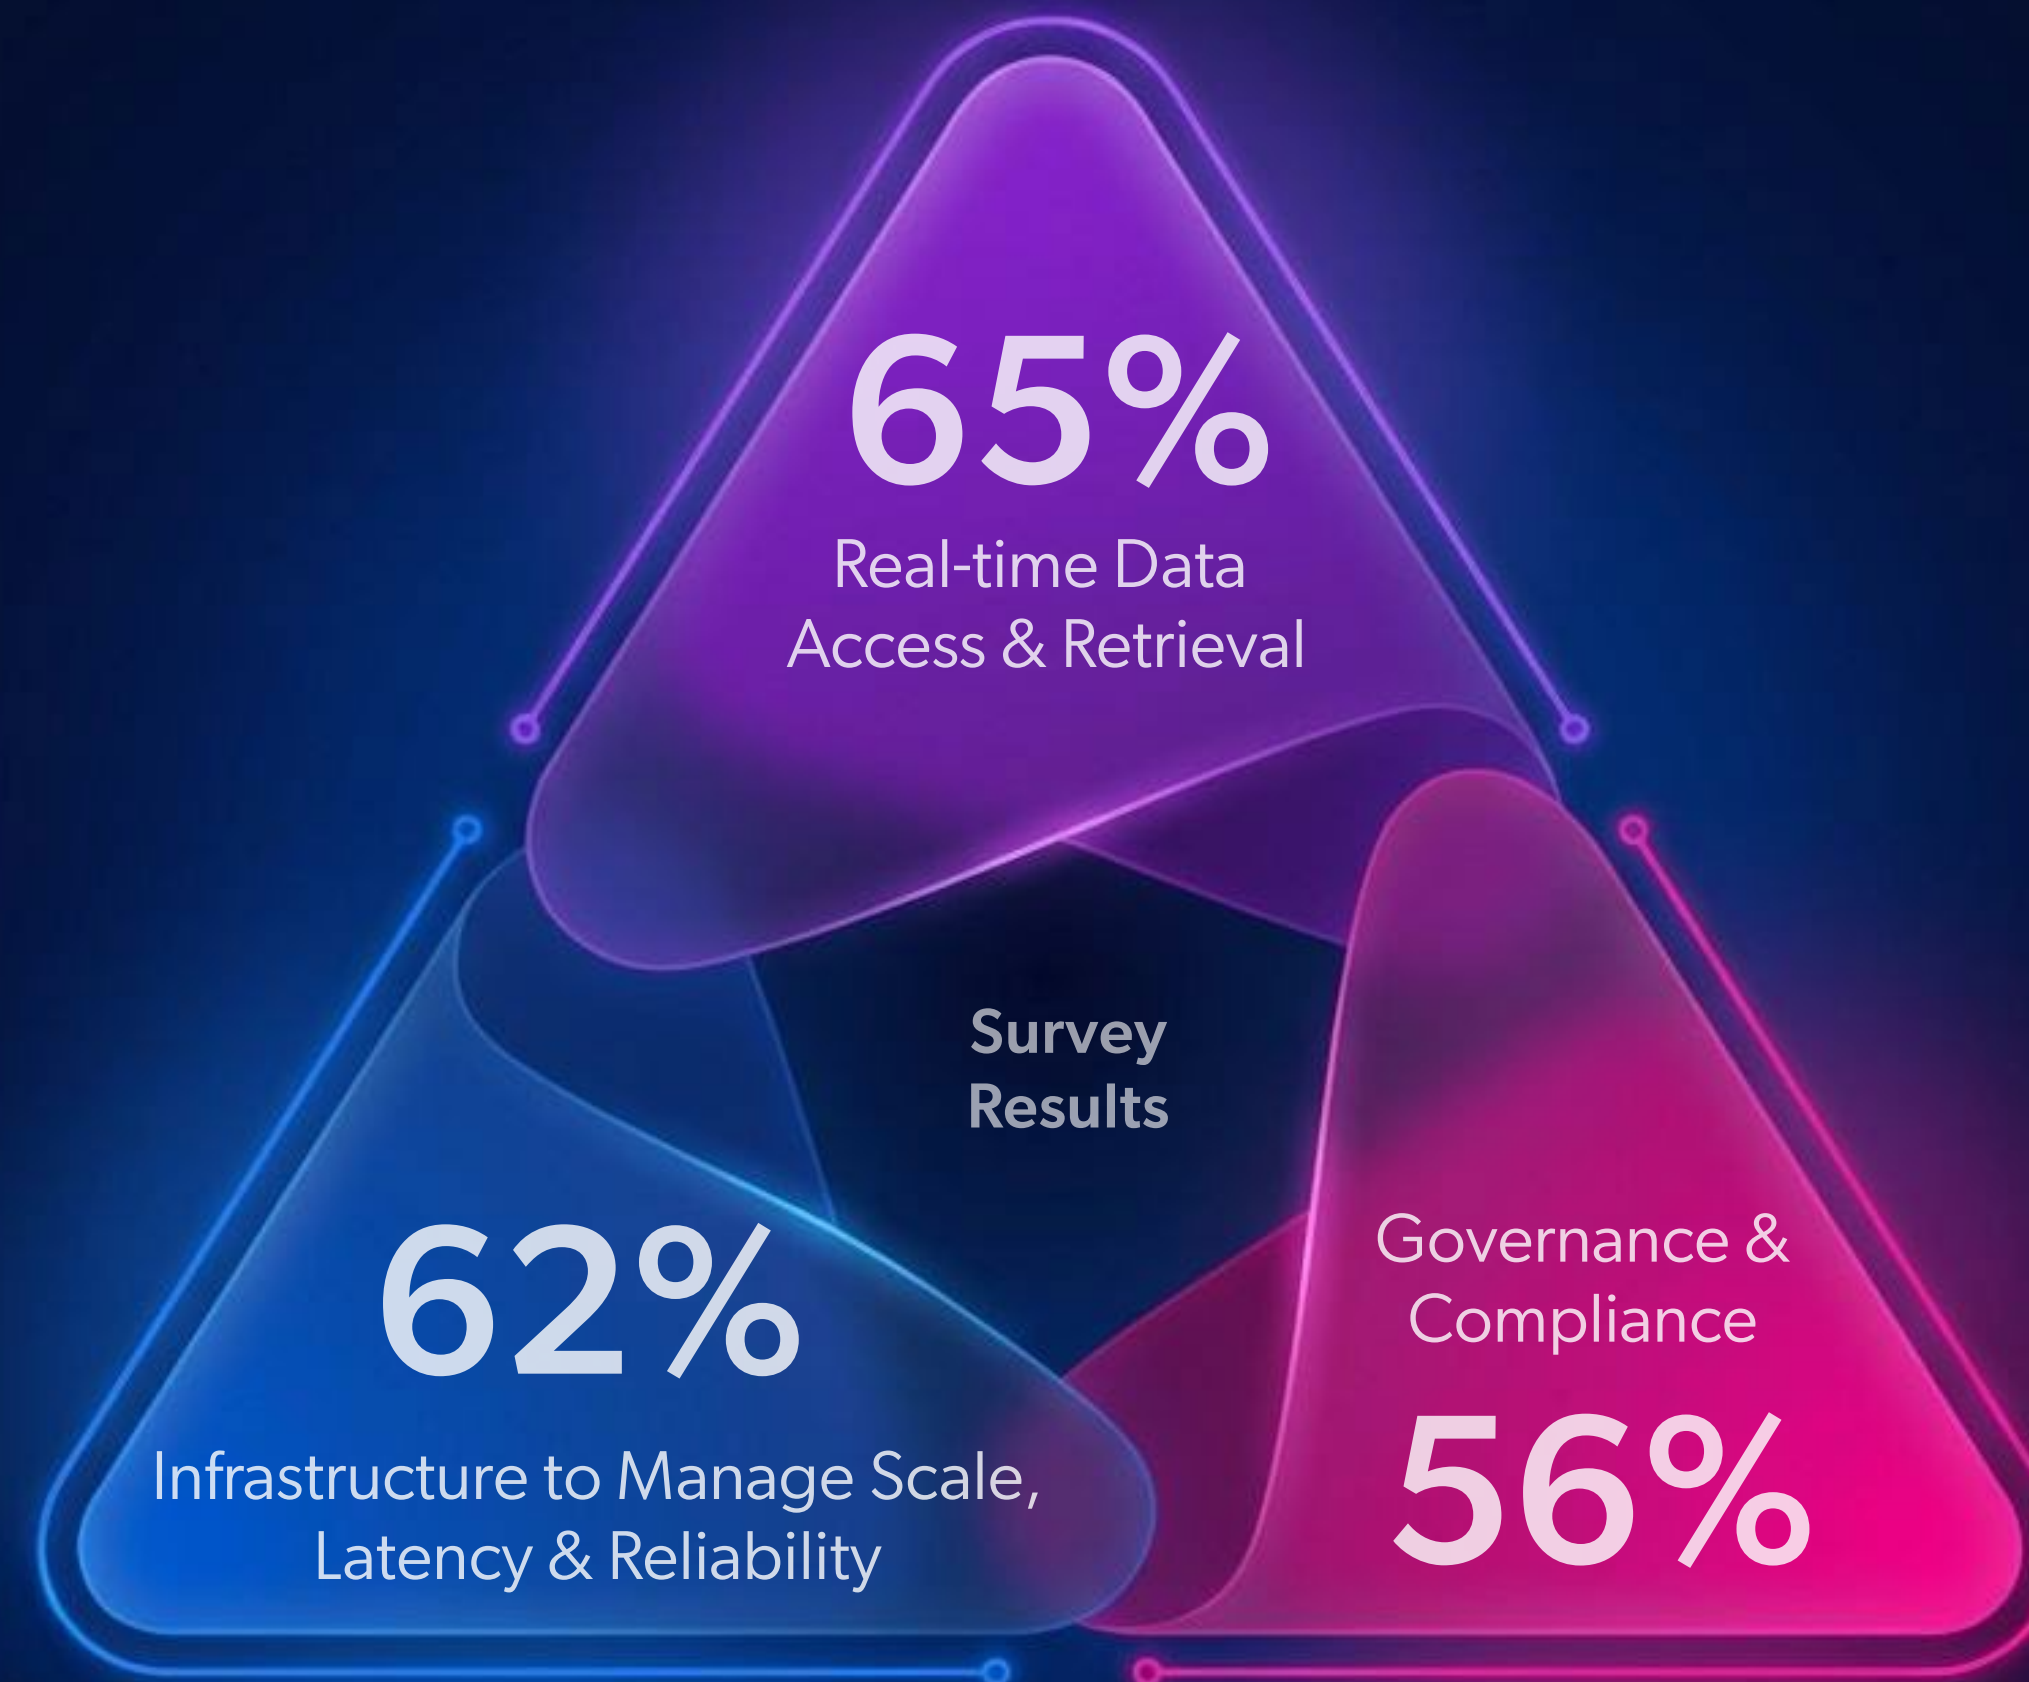 65%
Real-time Data
Access & Retrieval
Survey
Results
62%
Infrastructure to Manage Scale,
Latency & Reliability
Governance &
Compliance
56%